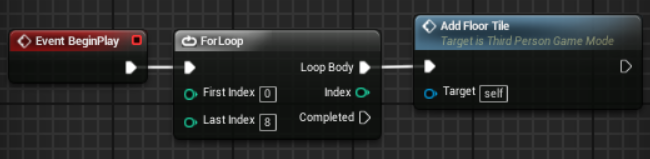 Event BeginPlay
ForLoop
Loop Body
First Index 0
Index
Last Index 8
Completed
Add Floor Tile
Target is Third Person Game Mode
Target self